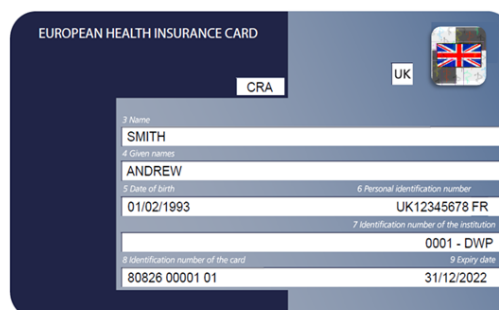 EUROPEAN HEALTH INSURANCE CARD
UK
CRA
3 Name
SMITH
4 Given names
ANDREW
5 Date of birth
6 Personal identification number
01/02/1993
UK12345678 FR
7 Identification number of the institution
0001 - DWP
8 Identification number of the card
9 Expiry date
80826 00001 01
31/12/2022